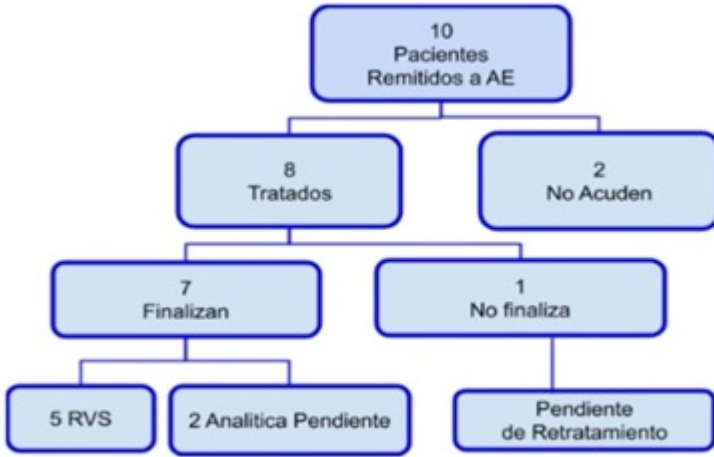 10
Pacientes
Remitidos a AE
8
Tratados
2
No Acuden
7
Finalizan
1
No finaliza
5 RVS
2 Analitica Pendiente
Pendiente
de Retratamiento